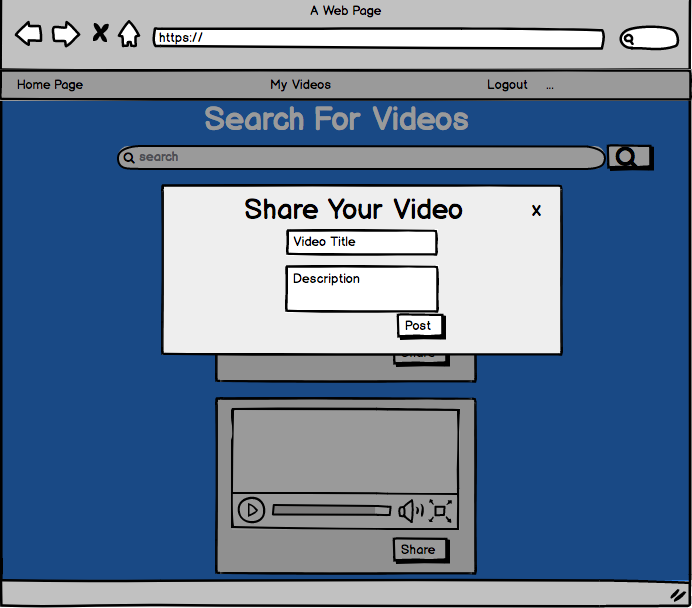 A Web Page
https://
Home Page
My Videos
Logout
...
Search For Videos
search
Share Your Video
X
Video Title
Description
Post
Share
Share